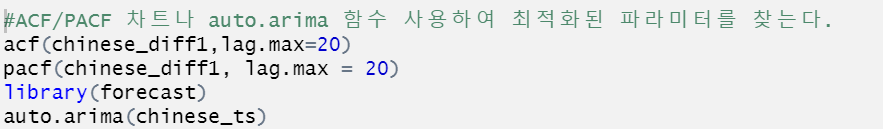 #ACF/PACF 차트나 auto.arima 함수 사용하여 최적화된 파라미터를 찾는다.
acf(chinese_diff1,lag.max=20)
pacf(chinese_diff1, lag.max = 20)
library(forecast)
auto.arima(chinese_ts)